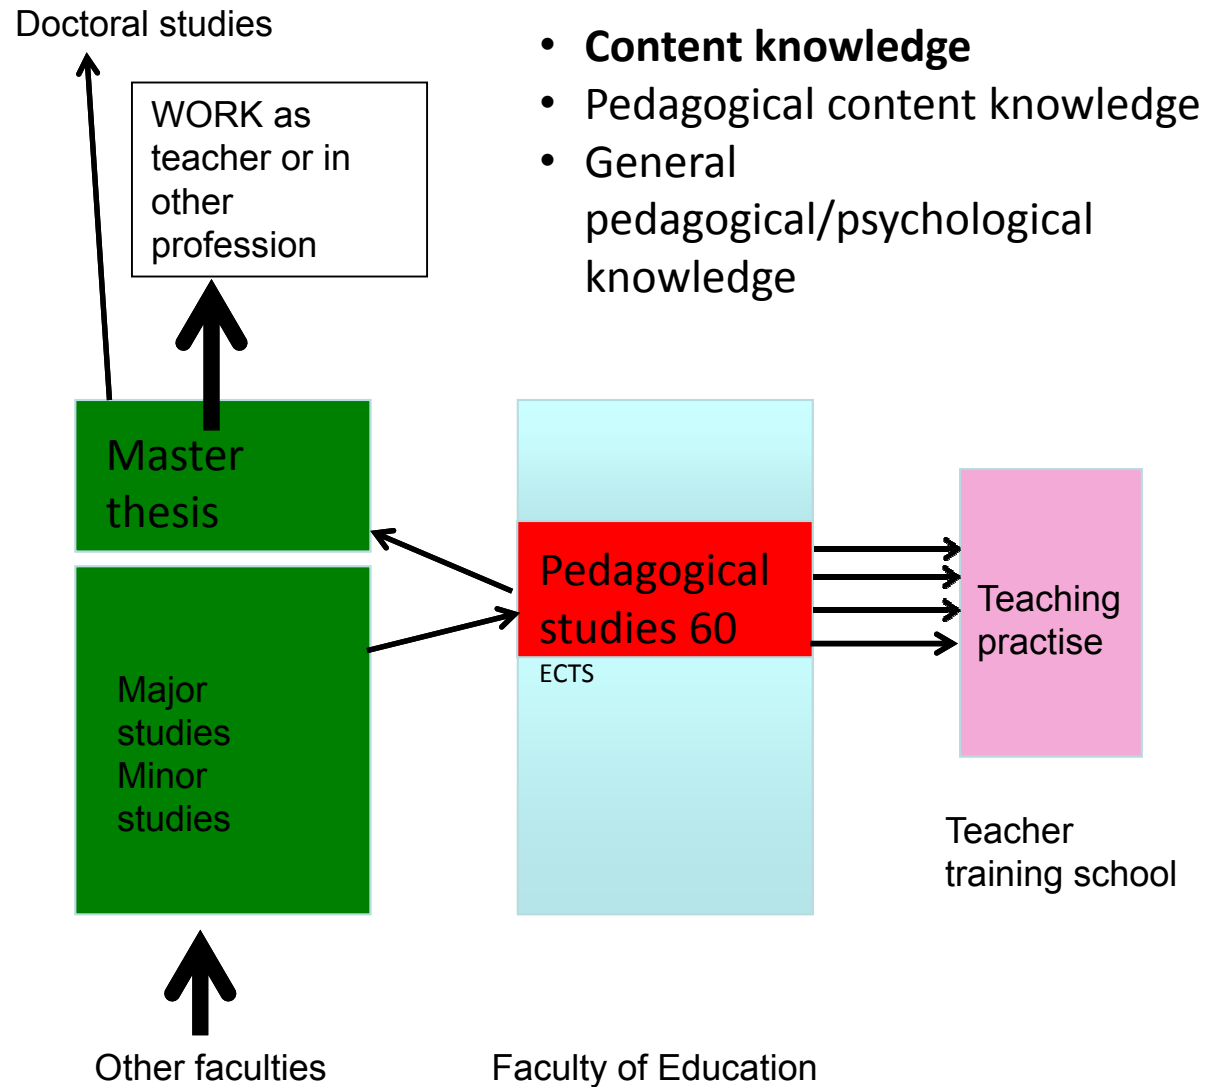 Doctoral studies
WORK as
teacher or in
other
profession
• Content knowledge
• Pedagogical content knowledge
• General
pedagogical/psychological
knowledge
Master
thesis
Major
studies
Minor
studies
Pedagogical
studies 60
ECTS
Teaching
practise
Teacher
training school
Other faculties
Faculty of Education